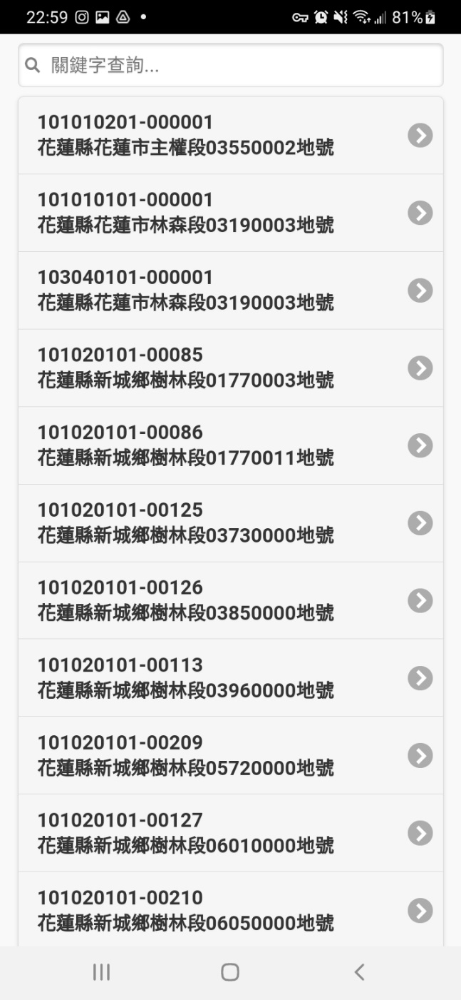 22:59
81%
關鍵字查詢...
101010201-000001
花蓮縣花蓮市主權段03550002地號
101010101-000001
花蓮縣花蓮市林森段03190003地號
103040101-000001
花蓮縣花蓮市林森段03190003地號
101020101-00085
花蓮縣新城鄉樹林段01770003地號
101020101-00086
花蓮縣新城鄉樹林段01770011地號
101020101-00125
花蓮縣新城鄉樹林段03730000地號
101020101-00126
花蓮縣新城鄉樹林段03850000地號
101020101-00113
花蓮縣新城鄉樹林段03960000地號
101020101-00209
花蓮縣新城鄉樹林段05720000地號
101020101-00127
花蓮縣新城鄉樹林段06010000地號
101020101-00210
花蓮縣新城鄉樹林段06050000地號